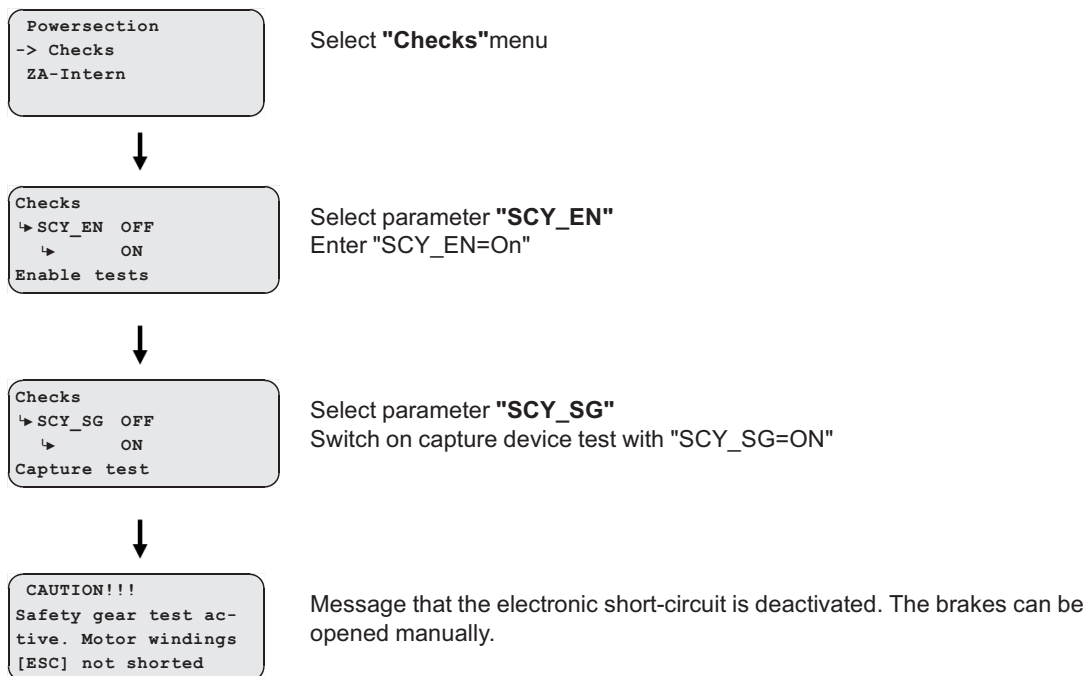 Powersection
-> Checks
ZA-Intern
Select "Checks"menu
Checks
↳ SCY_EN OFF
↳ ON
Enable tests
Select parameter "SCY_EN"
Enter "SCY_EN=On"
Checks
↳ SCY_SG OFF
↳ ON
Capture test
Select parameter "SCY_SG"
Switch on capture device test with "SCY_SG=ON"
CAUTION!!!
Safety gear test ac-
tive. Motor windings
[ESC] not shorted
Message that the electronic short-circuit is deactivated. The brakes can be
opened manually.